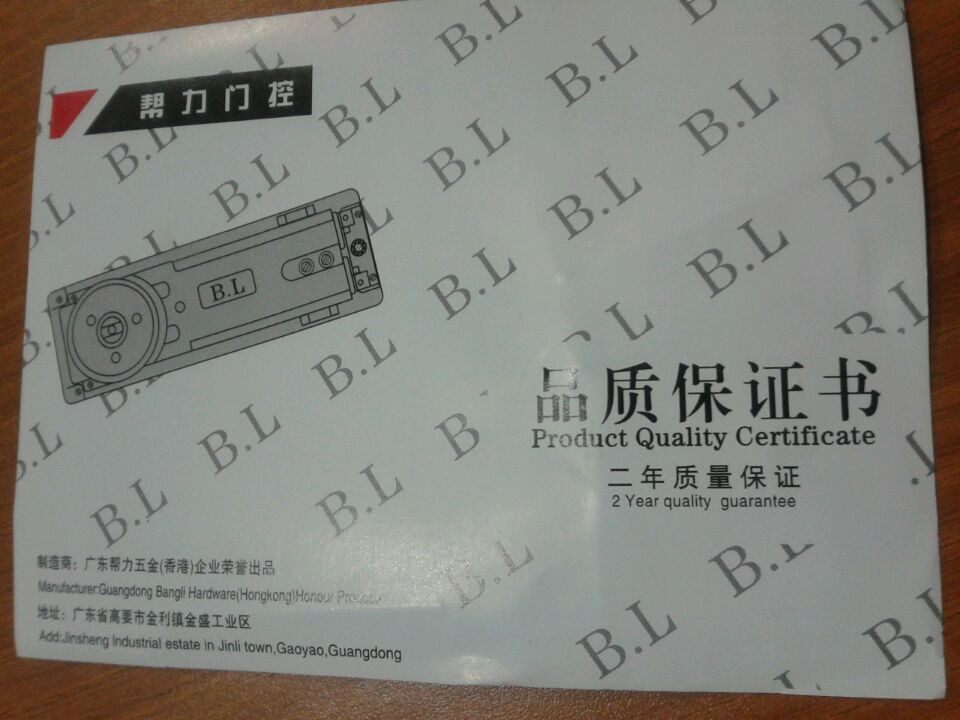 帮力门控
B.L
品质保证书
Product Quality Certificate
二年质量保证
2 Year quality guarantee
制造商：广东帮力五金(香港)企业荣誉出品
Manufacturer:Guangdong Bangli Hardware(Hongkong)Honour
地址：广东省高要市金利镇金盛工业区
Add:Jinsheng Industrial estate in Jinli town,Gaoyao,Guangdong